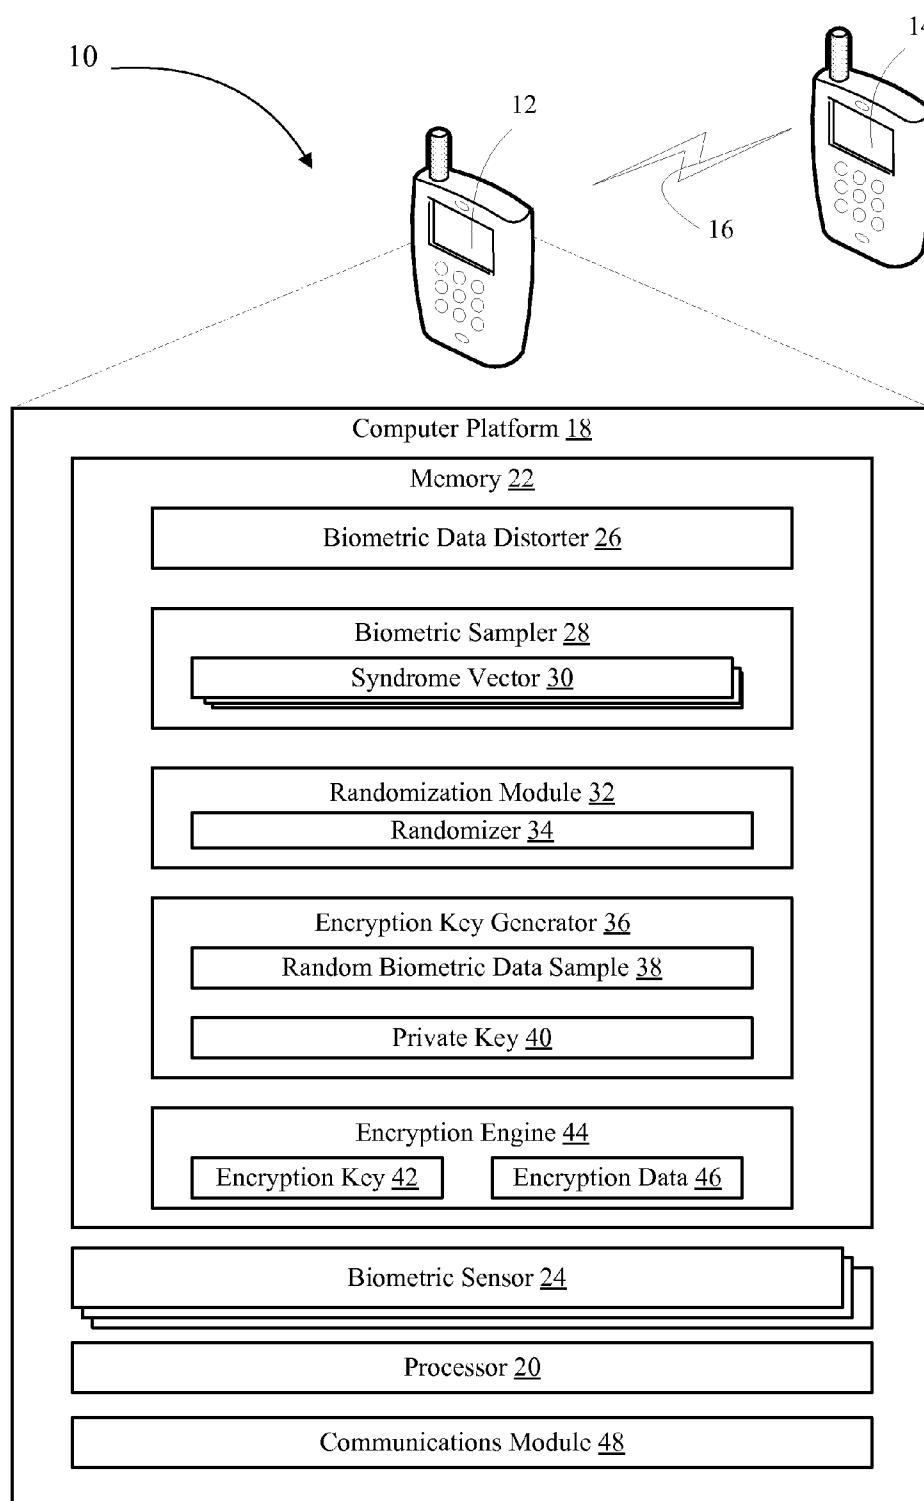 14
10
12
16
Computer Platform 18
Memory 22
Biometric Data Distorter 26
Biometric Sampler 28
Syndrome Vector 30
Randomization Module 32
Randomizer 34
Encryption Key Generator 36
Random Biometric Data Sample 38
Private Key 40
Encryption Engine 44
Encryption Key 42
Encryption Data 46
Biometric Sensor 24
Processor 20
Communications Module 48